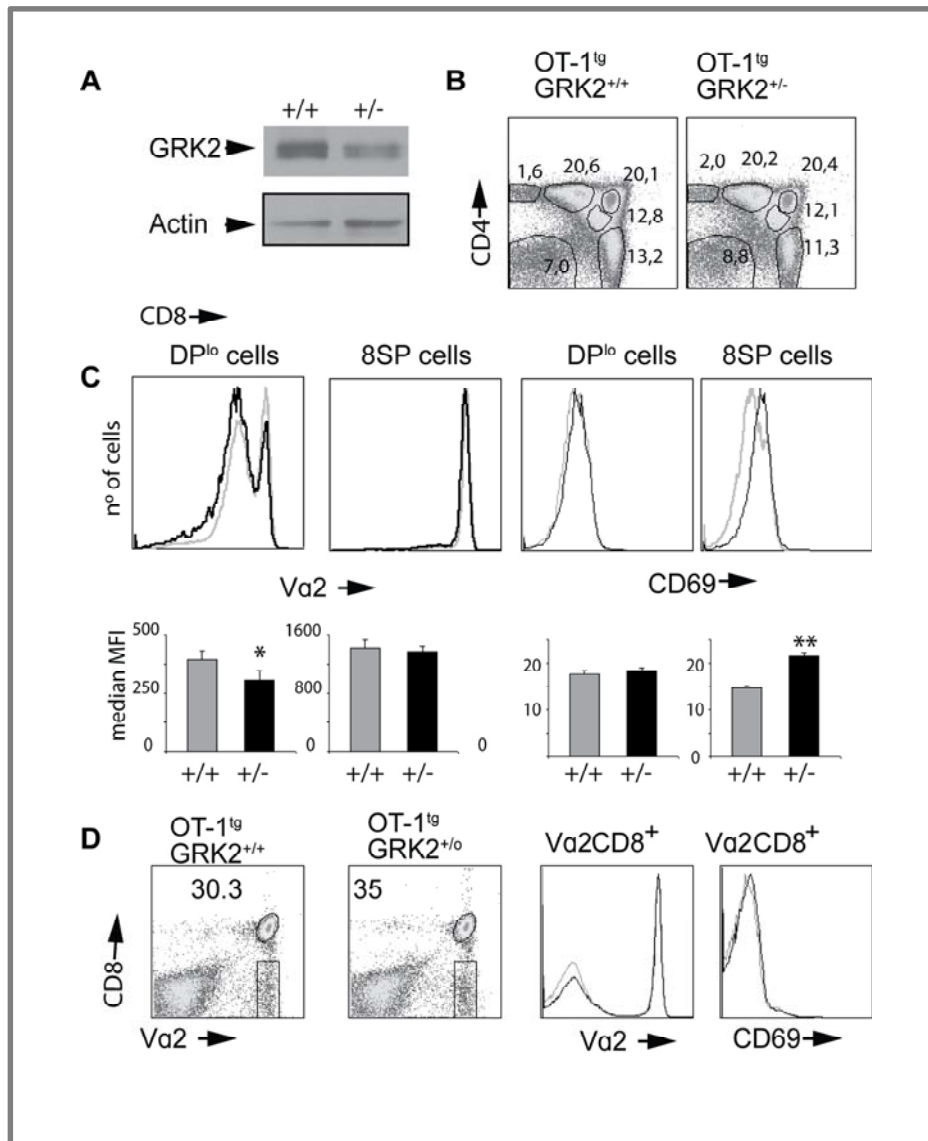 A
+/+ +/-
GRK2
Actin
B
OT-1tg OT-1tg
GRK2+/+ GRK2+/-
1,6 20,6 20,1 2,0 20,2 20,4
12,8 12,1
13,2 11,3
7,0 8,8
CD4
CD8
DPlo cells 8SP cells DPlo cells 8SP cells
C
nº of cells
Vα2 CD69
median MFI
500 1600
250 800 20 20
10 10
0 0 0 0
+/+ +/- +/+ +/- +/+ +/- +/+ +/-
* **
D
OT-1tg OT-1tg Vα2CD8+ Vα2CD8+
GRK2+/+ GRK2+/o
30.3 35
CD8
Vα2 Vα2 CD69